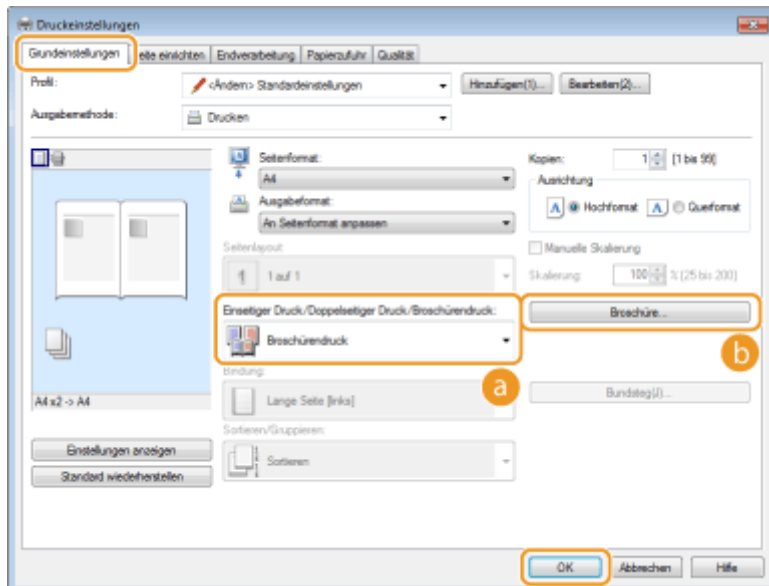 Druckeinstellungen
Grundeinstellungen eite einrichten Endverarbeitung Papierzufuhr Qualität
Profil: <Ändern> Standardeinstellungen Hinzufügen(1)... Bearbeiten(2)...
Ausgabemethode: Drucken
Seitenformat: Kopien: 1 [1 bis 99]
A4 Ausrichtung
Ausgabeformat: A Hochformat A Querformat
An Seitenformat anpassen
Seitenlayout: Manuelle Skalierung
1 1 auf 1 Skalierung: 100 % [25 bis 200]
Einseitiger Druck/Doppelseitiger Druck/Broschürendruck: Broschüre...
Broschürendruck
a b
Bindung:
A4 x2 -> A4 Lange Seite [links] Bundsteg(J)...
Sortieren/Gruppieren:
Einstellungen anzeigen Sortieren
Standard wiederherstellen
OK Abbrechen Hilfe